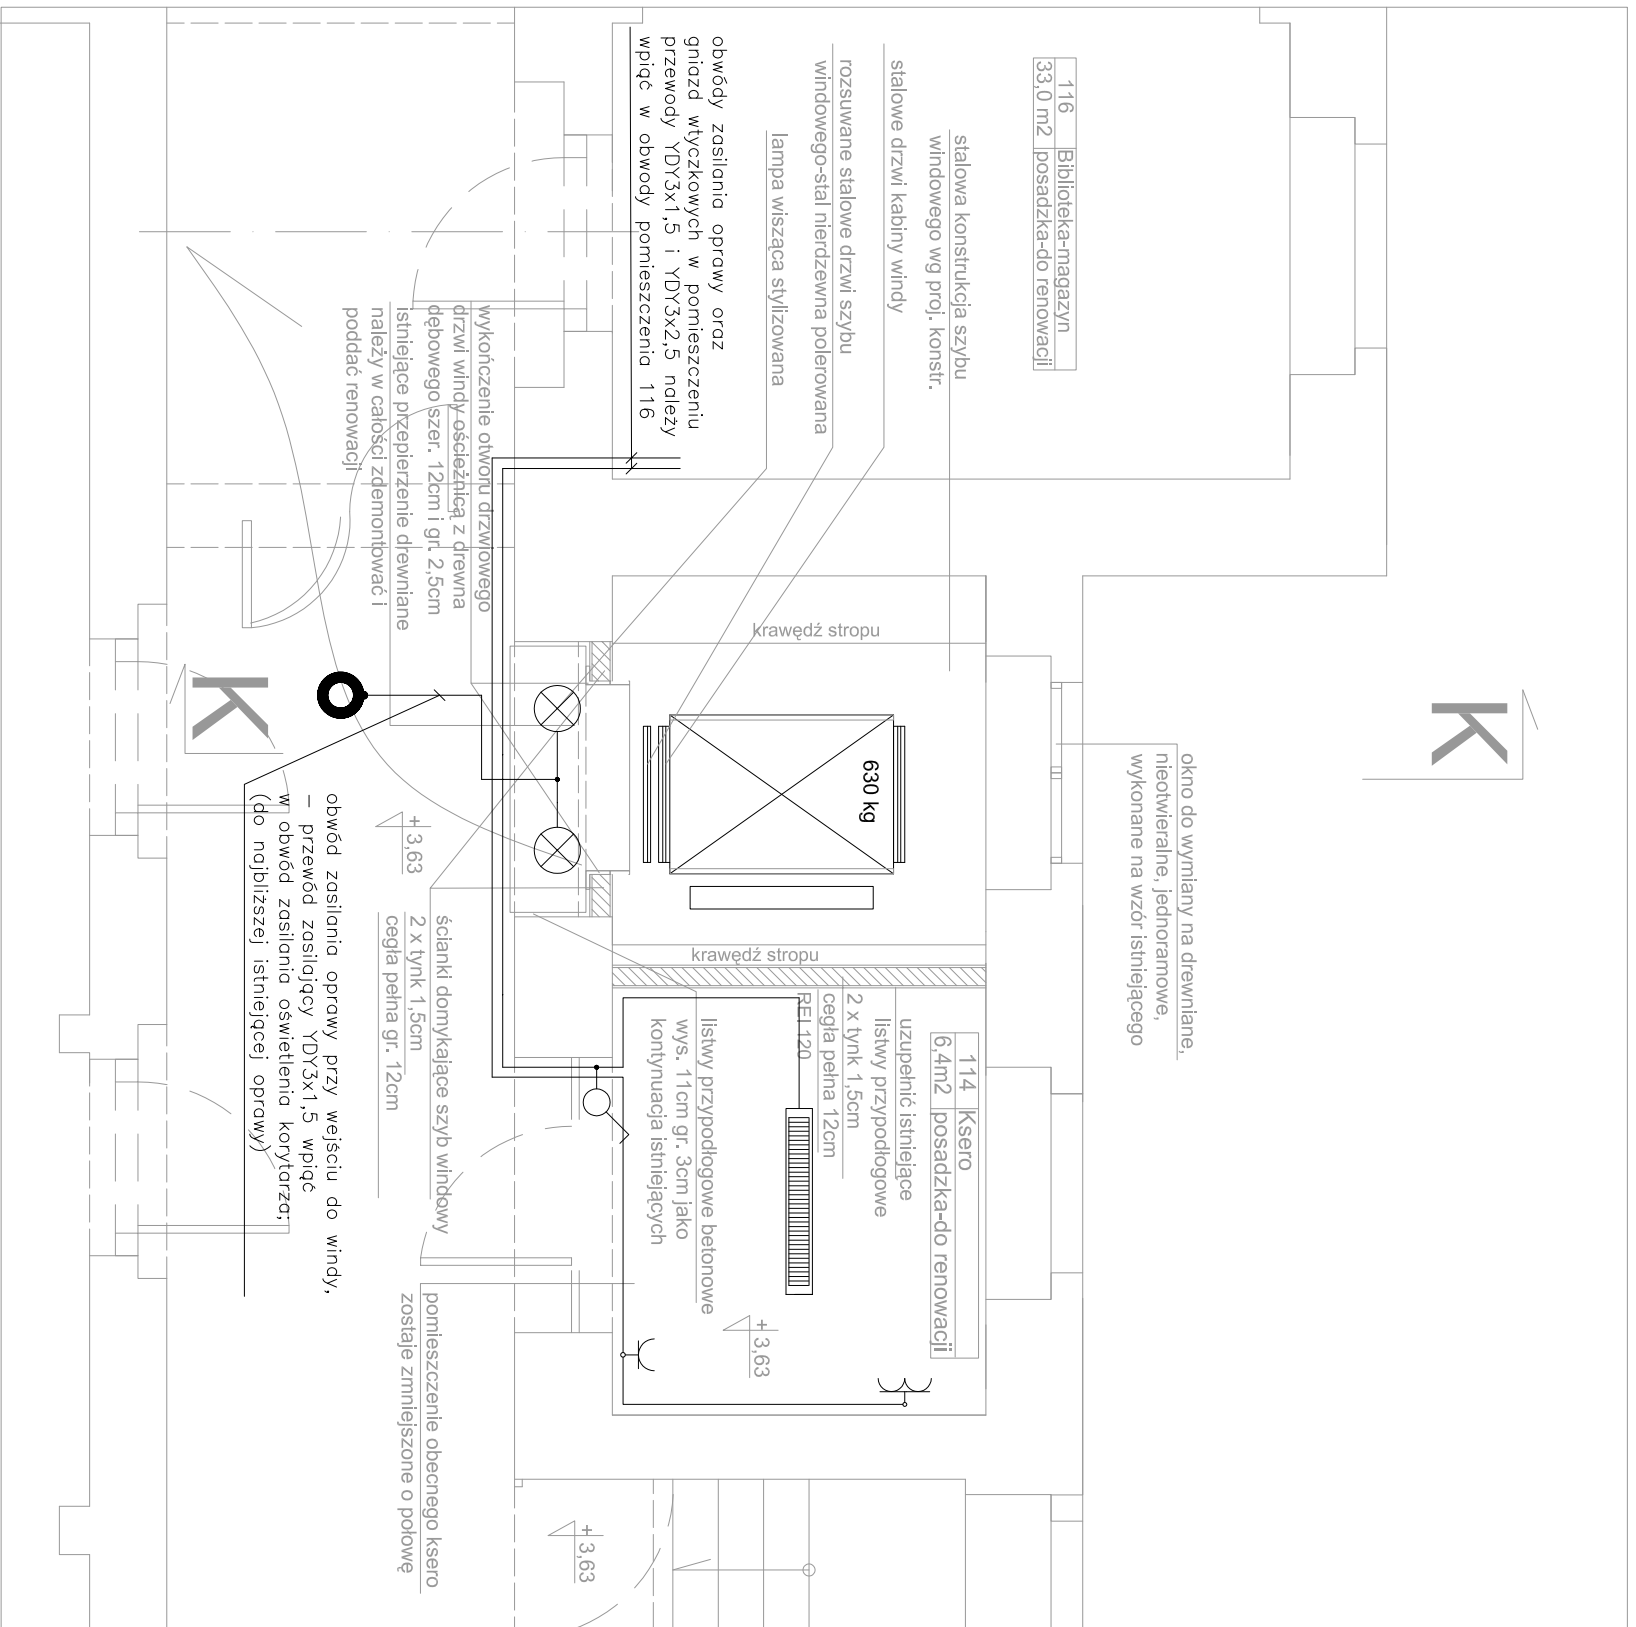 116 Biblioteka-magazyn
33,0 m2 posadzka-do renowacji
stalowa konstrukcja szybu
windowego wg proj. konstr.
stalowe drzwi kabiny windy
rozsuwane stalowe drzwi szybu
windowego-stal nierdzewna polerowana
lampa wisząca stylizowana
obwódy zasilania oprawy oraz
gniazd wtyczkowych w pomieszczeniu
przewody YDY3x1,5 i YDY3x2,5 należy
wpiąć w obwody pomieszczenia 116
wykończenie otworu drzwiowego
drzwi windy ościeżnicą z drewna
dębowego szer. 12cm i gr. 2,5cm
istniejące przepierzenie drewniane
należy w całości zdemontować i
poddać renowacji
K
K
okno do wymiany na drewniane,
nieotwieralne, jednoramowe,
wykonane na wzór istniejącego
krawędź stropu
630 kg
krawędź stropu
+3,63
obwód zasilania oprawy przy wejściu do windy,
– przewód zasilający YDY3x1,5 wpiąć
w obwód zasilania oświetlenia korytarza;
(do najbliższej istniejącej oprawy)
ścianki domykające szyb windowy
2 x tynk 1,5cm
cegła pełna gr. 12cm
114 Ksero
6,4m2 posadzka-do renowacji
uzupełnić istniejące
listwy przypodłogowe
2 x tynk 1,5cm
cegła pełna 12cm
REI 120
listwy przypodłogowe betonowe
wys. 11cm gr. 3cm jako
kontynuacja istniejących
+3,63
pomieszczenie obecnego ksero
zostaje zmniejszone o połowę
+3,63